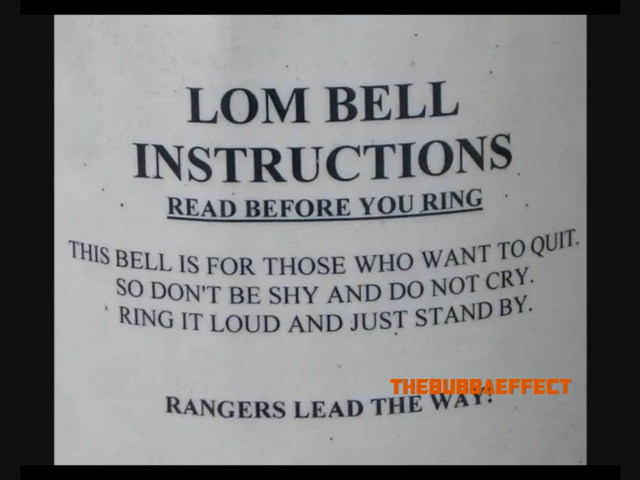 LOM BELL
INSTRUCTIONS
READ BEFORE YOU RING
THIS BELL IS FOR THOSE WHO WANT TO QUIT.
SO DON'T BE SHY AND DO NOT CRY.
RING IT LOUD AND JUST STAND BY.
THEBUBBAEFFECT
RANGERS LEAD THE WAY!